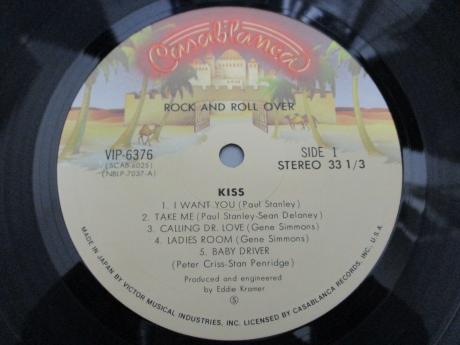 Casablanca
ROCK AND ROLL OVER
VIP-6376
(SCAB-6025)
(NBLP-7037-A)
SIDE 1
STEREO 33 1/3
KISS
1. I WANT YOU (Paul Stanley)
2. TAKE ME (Paul Stanley-Sean Delaney)
3. CALLING DR. LOVE (Gene Simmons)
4. LADIES ROOM (Gene Simmons)
5. BABY DRIVER
(Peter Criss-Stan Penridge)
Produced and engineered
by Eddie Kramer
S
MADE IN JAPAN BY VICTOR MUSICAL INDUSTRIES, INC. LICENSED BY CASABLANCA RECORDS, INC., U.S.A.